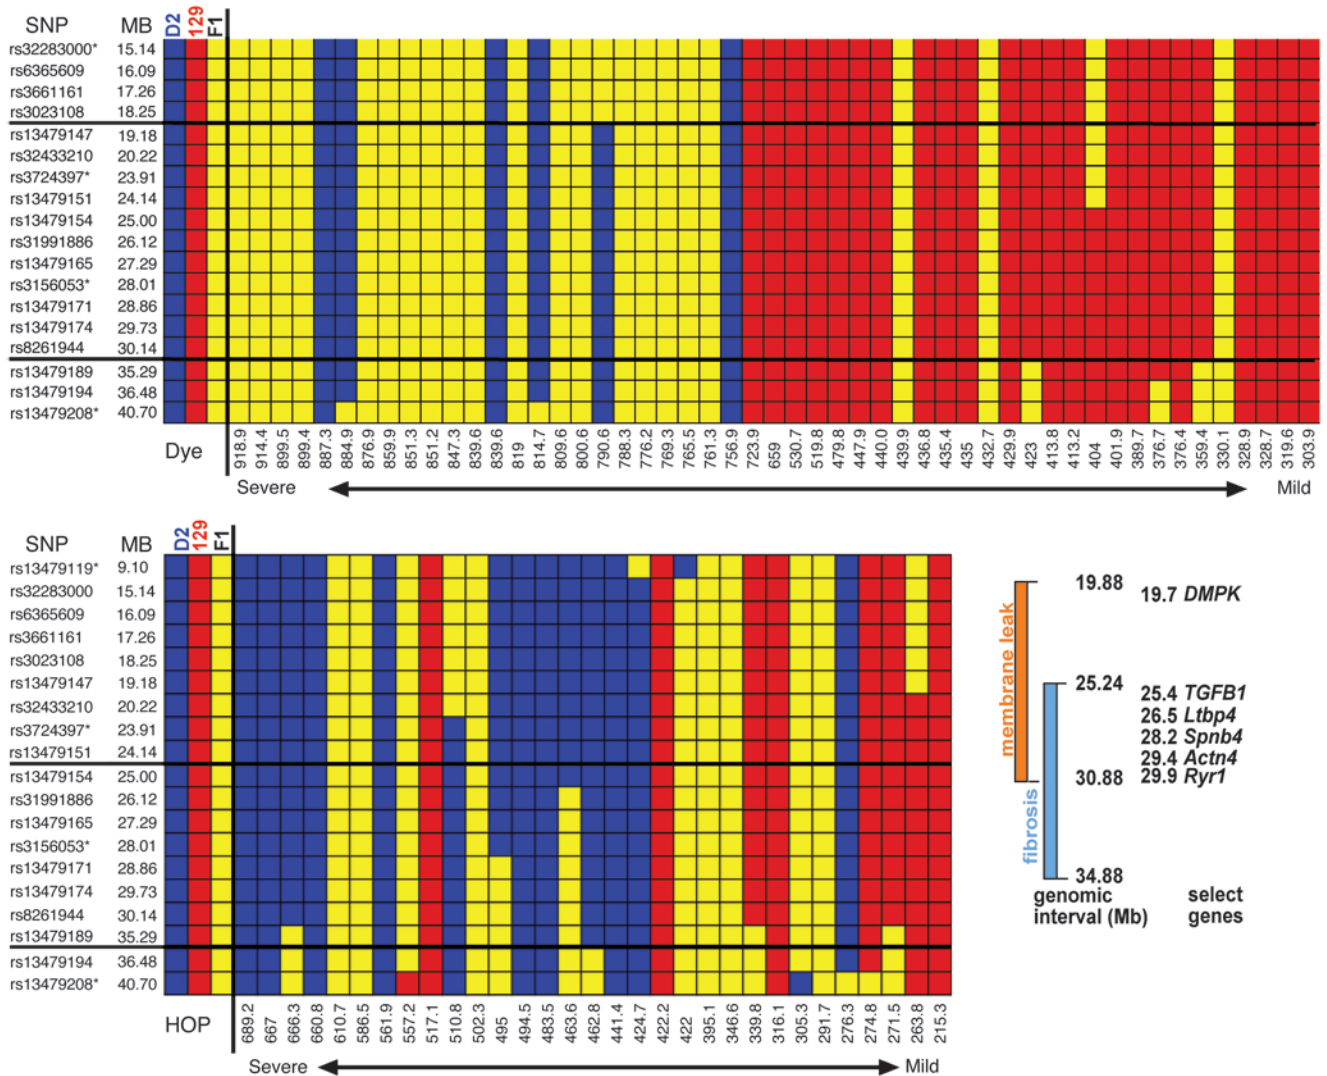 SNP MB D2 129 F1
rs32283000* 15.14
rs6365609 16.09
rs3661161 17.26
rs3023108 18.25
rs13479147 19.18
rs32433210 20.22
rs3724397* 23.91
rs13479151 24.14
rs13479154 25.00
rs31991886 26.12
rs13479165 27.29
rs3156053* 28.01
rs13479171 28.86
rs13479174 29.73
rs8261944 30.14
rs13479189 35.29
rs13479194 36.48
rs13479208* 40.70
Dye 918.9 914.4 899.5 899.4 887.3 884.9 876.9 859.9 851.3 851.2 847.3 839.6 839.6 819 814.7 809.6 800.6 790.6 788.3 776.2 769.3 765.5 761.3 756.9 723.9 659 530.7 519.8 479.8 447.9 440.0 439.9 436.8 435.4 435 432.7 429.9 423 413.8 413.2 404 401.9 389.7 376.7 376.4 359.4 330.1 328.9 328.7 319.6 303.9
Severe Mild
SNP MB D2 129 F1
rs13479119* 9.10
rs32283000 15.14
rs6365609 16.09
rs3661161 17.26
rs3023108 18.25
rs13479147 19.18
rs32433210 20.22
rs3724397* 23.91
rs13479151 24.14
rs13479154 25.00
rs31991886 26.12
rs13479165 27.29
rs3156053* 28.01
rs13479171 28.86
rs13479174 29.73
rs8261944 30.14
rs13479189 35.29
rs13479194 36.48
rs13479208* 40.70
HOP 689.2 667 666.3 660.8 610.7 586.5 561.9 557.2 517.1 510.8 502.3 495 494.5 483.5 463.6 462.8 441.4 424.7 422.2 422 395.1 346.6 339.8 316.1 305.3 291.7 276.3 274.8 271.5 263.8 215.3
Severe Mild
membrane leak
fibrosis
19.88
25.24
30.88
34.88
genomic
interval (Mb)
19.7 DMPK
25.4 TGFB1
26.5 Ltbp4
28.2 Spnb4
29.4 Actn4
29.9 Ryr1
select
genes